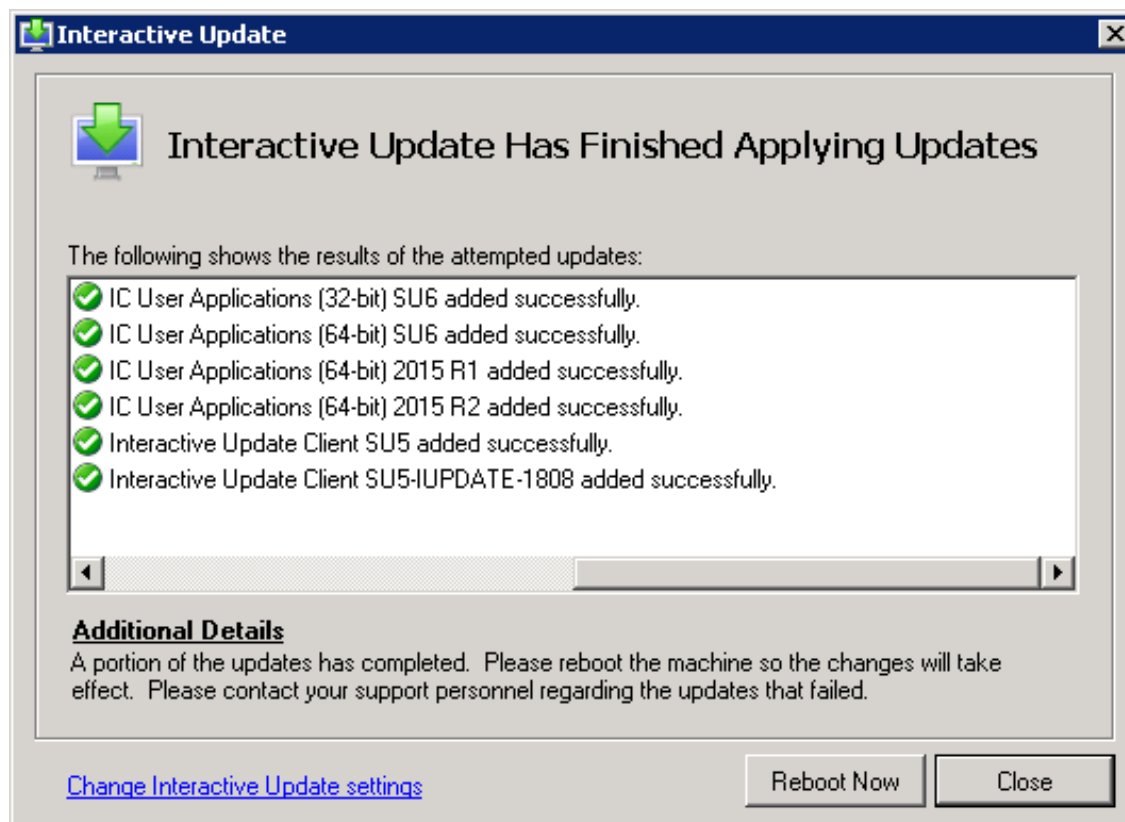 Interactive Update
Interactive Update Has Finished Applying Updates
The following shows the results of the attempted updates:
IC User Applications (32-bit) SU6 added successfully.
IC User Applications (64-bit) SU6 added successfully.
IC User Applications (64-bit) 2015 R1 added successfully.
IC User Applications (64-bit) 2015 R2 added successfully.
Interactive Update Client SU5 added successfully.
Interactive Update Client SU5-IUPDATE-1808 added successfully.
Additional Details
A portion of the updates has completed.  Please reboot the machine so the changes will take
effect.  Please contact your support personnel regarding the updates that failed.
Change Interactive Update settings
Reboot Now
Close